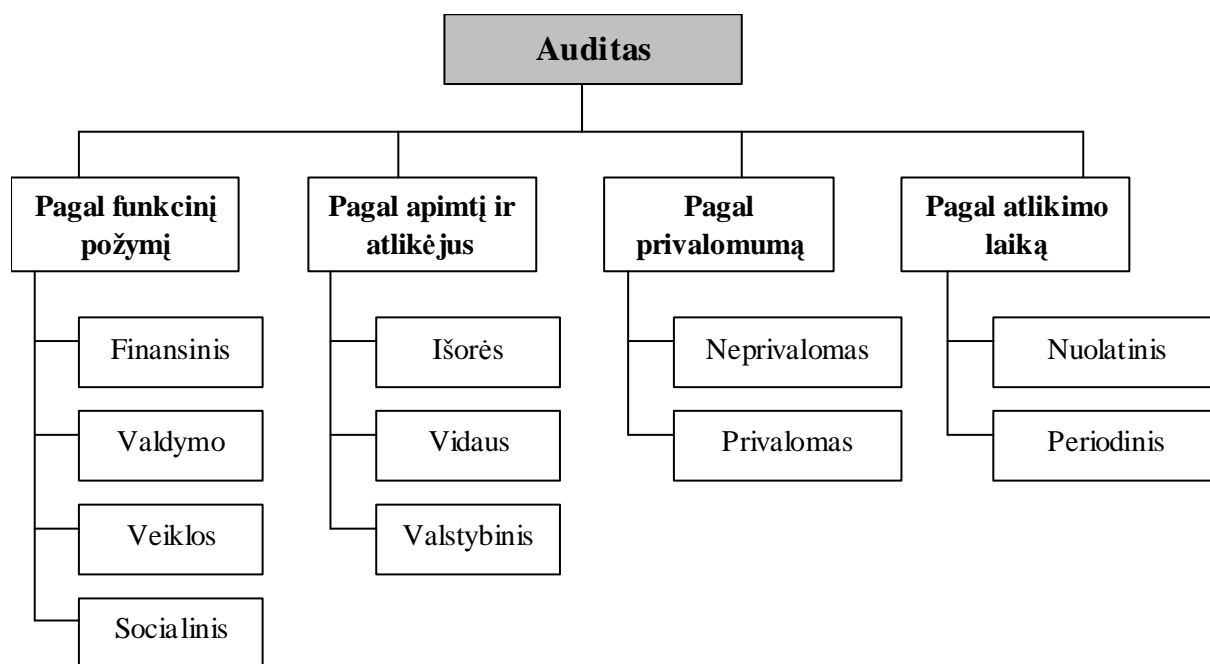 Auditas
Pagal funkcinį
požymį
Finansinis
Valdymo
Veiklos
Socialinis
Pagal apimtį ir
atlikėjus
Išorės
Vidaus
Valstybinis
Pagal
privalomumą
Neprivalomas
Privalomas
Pagal atlikimo
laiką
Nuolatinis
Periodinis